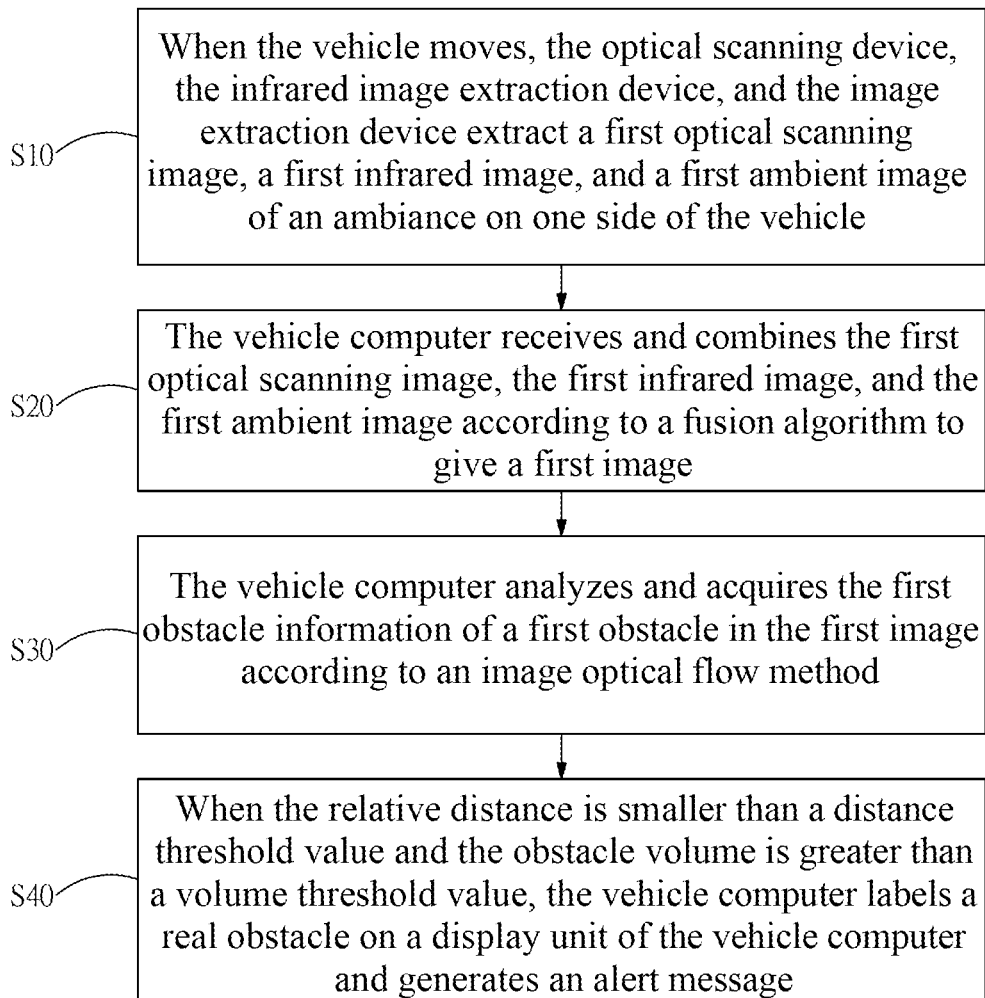 When the vehicle moves, the optical scanning device,
the infrared image extraction device, and the image
extraction device extract a first optical scanning
image, a first infrared image, and a first ambient image
of an ambiance on one side of the vehicle
S10
The vehicle computer receives and combines the first
optical scanning image, the first infrared image, and the
first ambient image according to a fusion algorithm to
give a first image
S20
The vehicle computer analyzes and acquires the first
obstacle information of a first obstacle in the first image
according to an image optical flow method
S30
When the relative distance is smaller than a distance
threshold value and the obstacle volume is greater than
a volume threshold value, the vehicle computer labels a
real obstacle on a display unit of the vehicle computer
and generates an alert message
S40